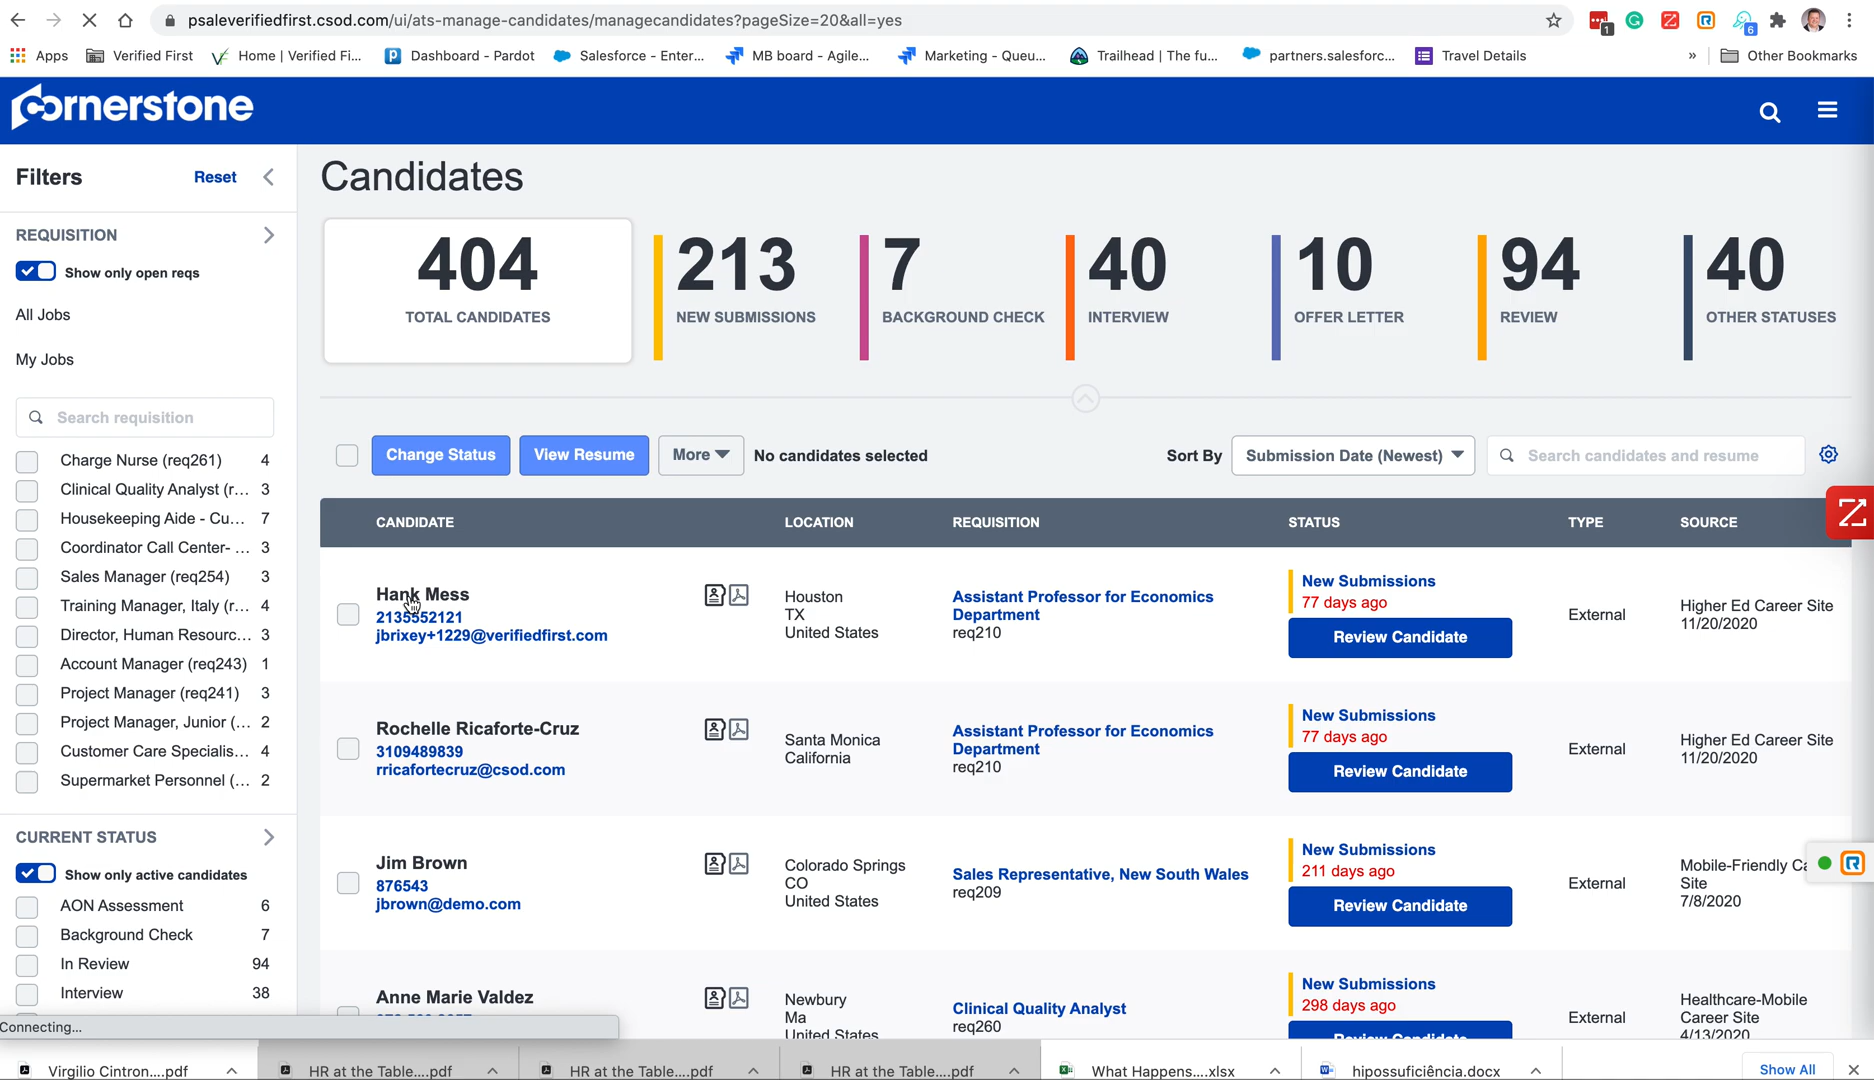 psaleverifiedfirst.csod.com/ui/ats-manage-candidates/managecandidates?pageSize=20&all=yes
1
6
Apps
Verified First
Home | Verified Fi...
Dashboard - Pardot
Salesforce - Enter...
MB board - Agile...
Marketing - Queu...
Trailhead | The fu...
partners.salesforc...
Travel Details
»
Other Bookmarks
Cornerstone
Filters
Reset
REQUISITION
Show only open reqs
All Jobs
My Jobs
Search requisition
Charge Nurse (req261) 4
Clinical Quality Analyst (r... 3
Housekeeping Aide - Cu... 7
Coordinator Call Center- ... 3
Sales Manager (req254) 3
Training Manager, Italy (r... 4
Director, Human Resourc... 3
Account Manager (req243) 1
Project Manager (req241) 3
Project Manager, Junior (... 2
Customer Care Specialis... 4
Supermarket Personnel (... 2
CURRENT STATUS
Show only active candidates
AON Assessment 6
Background Check 7
In Review 94
Interview 38
Connecting...
Candidates
404
TOTAL CANDIDATES
213
NEW SUBMISSIONS
7
BACKGROUND CHECK
40
INTERVIEW
10
OFFER LETTER
94
REVIEW
40
OTHER STATUSES
Change Status
View Resume
More
No candidates selected
Sort By
Submission Date (Newest)
Search candidates and resume
CANDIDATE LOCATION REQUISITION STATUS TYPE SOURCE
Hank Mess
2135552121
jbrixey+1229@verifiedfirst.com
Houston
TX
United States
Assistant Professor for Economics
Department
req210
New Submissions
77 days ago
Review Candidate
External
Higher Ed Career Site
11/20/2020
Rochelle Ricaforte-Cruz
3109489839
rricafortecruz@csod.com
Santa Monica
California
Assistant Professor for Economics
Department
req210
New Submissions
77 days ago
Review Candidate
External
Higher Ed Career Site
11/20/2020
Jim Brown
876543
jbrown@demo.com
Colorado Springs
CO
United States
Sales Representative, New South Wales
req209
New Submissions
211 days ago
Review Candidate
External
Mobile-Friendly
Site
7/8/2020
Anne Marie Valdez
Newbury
Ma
United States
Clinical Quality Analyst
req260
New Submissions
298 days ago
Review Candidate
External
Healthcare-Mobile
Career Site
4/13/2020
Virgilio Cintron....pdf
HR at the Table....pdf
HR at the Table....pdf
HR at the Table....pdf
What Happens....xlsx
hipossuficiência.docx
Show All